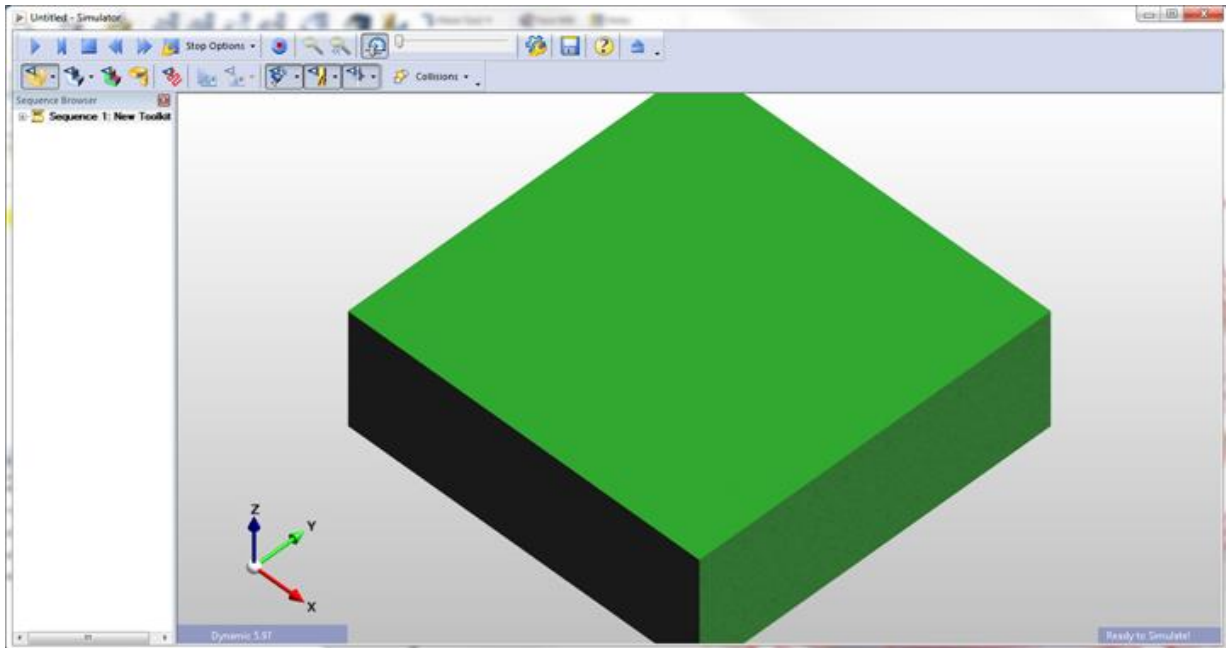 Untitled - Simulator
Stop Options
Collisions
Sequence Browser
Sequence 1: New Toolkit
Z
Y
X
Dynamic 5.97
Ready to Simulate!